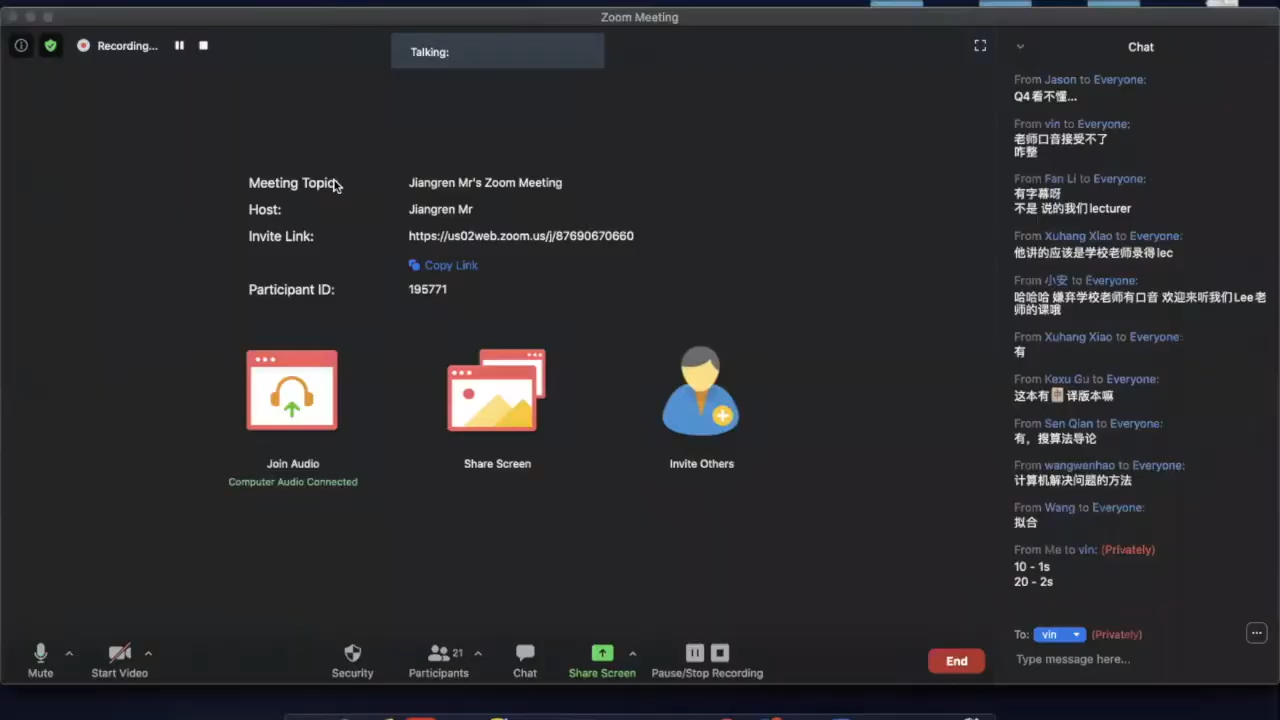 Zoom Meeting
Recording...
Talking:
Meeting Topic
Jiangren Mr's Zoom Meeting
Host:
Jiangren Mr
Invite Link:
https://us02web.zoom.us/j/87690670660
Copy Link
Participant ID:
195771
Join Audio
Computer Audio Connected
Share Screen
Invite Others
Mute
Start Video
Security
21
Participants
Chat
Share Screen
Pause/Stop Recording
End
Chat
From Jason to Everyone:
Q4看不懂...
From vin to Everyone:
老师口音接受不了
咋整
From Fan Li to Everyone:
有字幕呀
不是 说的我们lecturer
From Xuhang Xiao to Everyone:
他讲的应该是学校老师录得lec
From 小安 to Everyone:
哈哈哈 嫌弃学校老师有口音 欢迎来听我们Lee老
师的课哦
From Xuhang Xiao to Everyone:
有
From Kexu Gu to Everyone:
这本有🀄译版本嘛
From Sen Qian to Everyone:
有，搜算法导论
From wangwenhao to Everyone:
计算机解决问题的方法
From Wang to Everyone:
拟合
From Me to vin: (Privately)
10 - 1s
20 - 2s
To: vin (Privately)
Type message here...